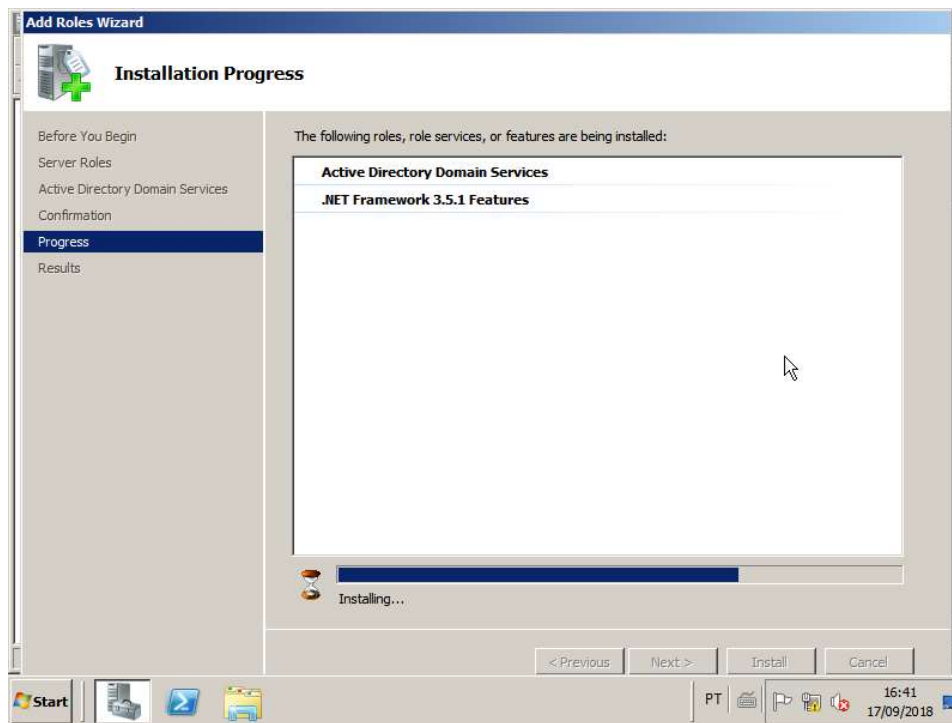 Add Roles Wizard
Installation Progress
Before You Begin
Server Roles
Active Directory Domain Services
Confirmation
Progress
Results
The following roles, role services, or features are being installed:
Active Directory Domain Services
.NET Framework 3.5.1 Features
Installing...
< Previous
Next >
Install
Cancel
Start
PT
16:41
17/09/2018